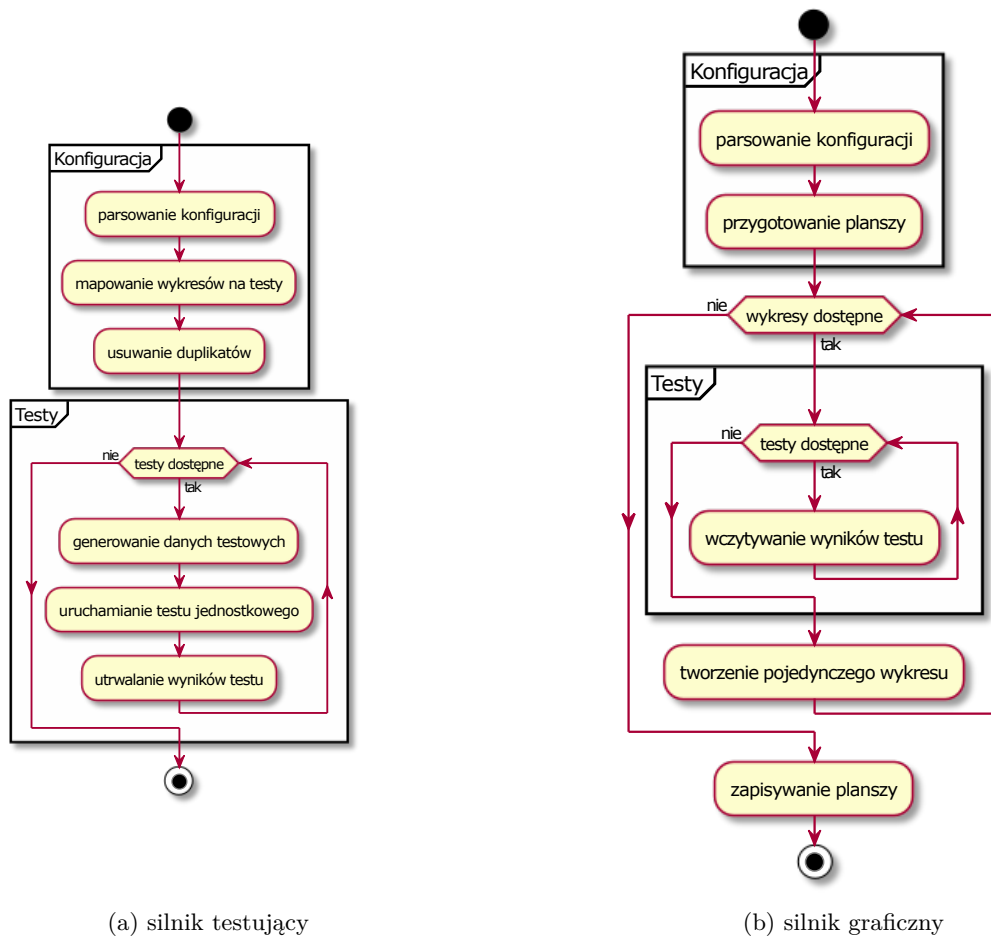 Konfiguracja
parsowanie konfiguracji
mapowanie wykresów na testy
usuwanie duplikatów
Testy
nie
testy dostępne
tak
generowanie danych testowych
uruchamianie testu jednostkowego
utrwalanie wyników testu
(a) silnik testujący
Konfiguracja
parsowanie konfiguracji
przygotowanie planszy
nie
wykresy dostępne
tak
Testy
nie
testy dostępne
tak
wczytywanie wyników testu
tworzenie pojedynczego wykresu
zapisywanie planszy
(b) silnik graficzny